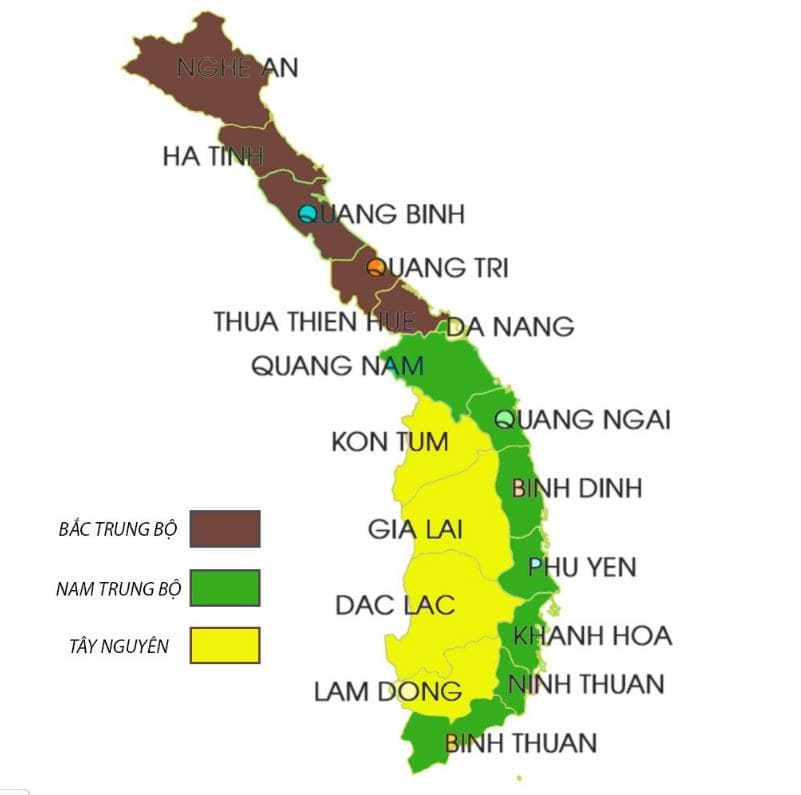 NGHE AN
HA TINH
QUANG BINH
QUANG TRI
THUA THIEN HUE
DA NANG
QUANG NAM
QUANG NGAI
KON TUM
BINH DINH
GIA LAI
PHU YEN
DAC LAC
KHANH HOA
LAM DONG
NINH THUAN
BINH THUAN
BẮC TRUNG BỘ
NAM TRUNG BỘ
TÂY NGUYÊN